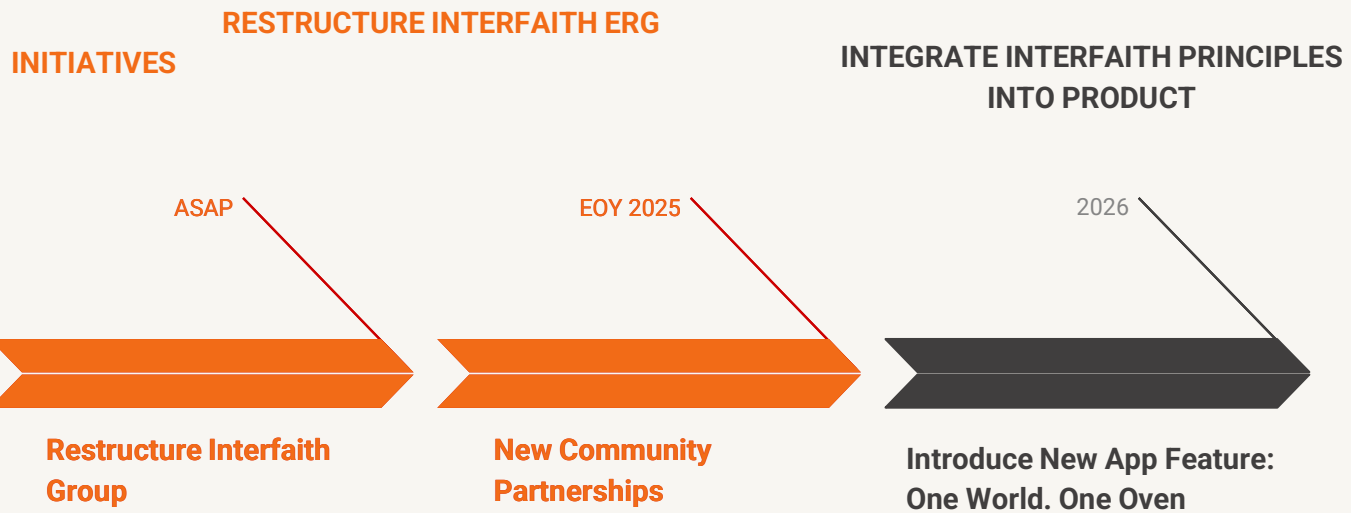 RESTRUCTURE INTERFAITH ERG
INITIATIVES
INTEGRATE INTERFAITH PRINCIPLES
INTO PRODUCT
ASAP
EOY 2025
2026
Restructure Interfaith
Group
New Community
Partnerships
Introduce New App Feature:
One World. One Oven